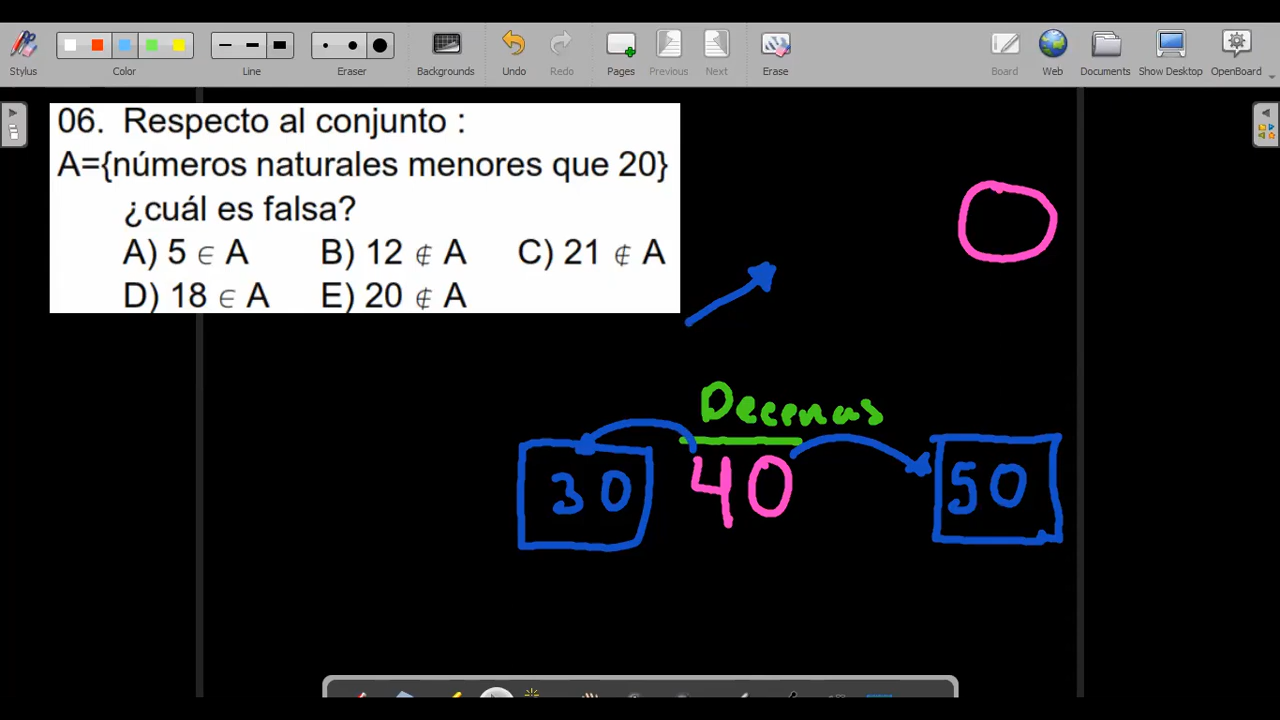 Stylus Color Line Eraser Backgrounds Undo Redo Pages Previous Next Erase Board Web Documents Show Desktop OpenBoard
06. Respecto al conjunto :
A={números naturales menores que 20}
¿cuál es falsa?
A) 5 ∈ A B) 12 ∉ A C) 21 ∉ A
D) 18 ∈ A E) 20 ∉ A
Decenas
30 40 50